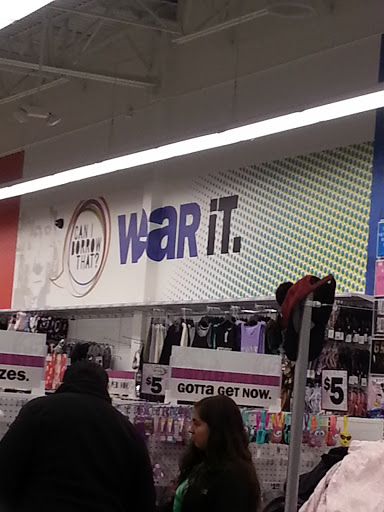 CAN I
BORROW
THAT?
WEAR IT.
zes.
$5
GOTTA GET NOW.
$5